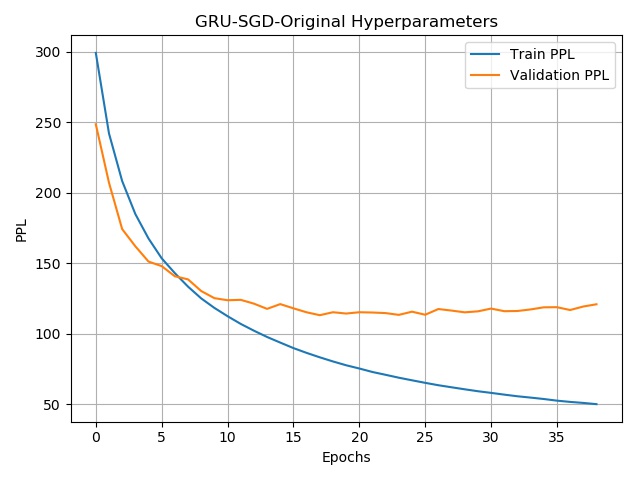 GRU-SGD-Original Hyperparameters
Train PPL
Validation PPL
300
250
200
150
100
50
PPL
0 5 10 15 20 25 30 35
Epochs